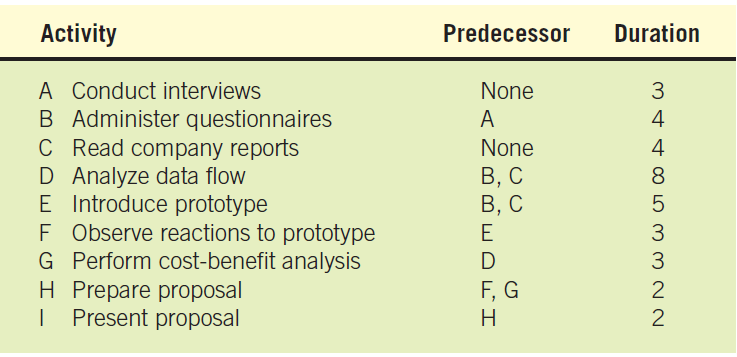 Activity Predecessor Duration
A Conduct interviews None 3
B Administer questionnaires A 4
C Read company reports None 4
D Analyze data flow B, C 8
E Introduce prototype B, C 5
F Observe reactions to prototype E 3
G Perform cost-benefit analysis D 3
H Prepare proposal F, G 2
I Present proposal H 2